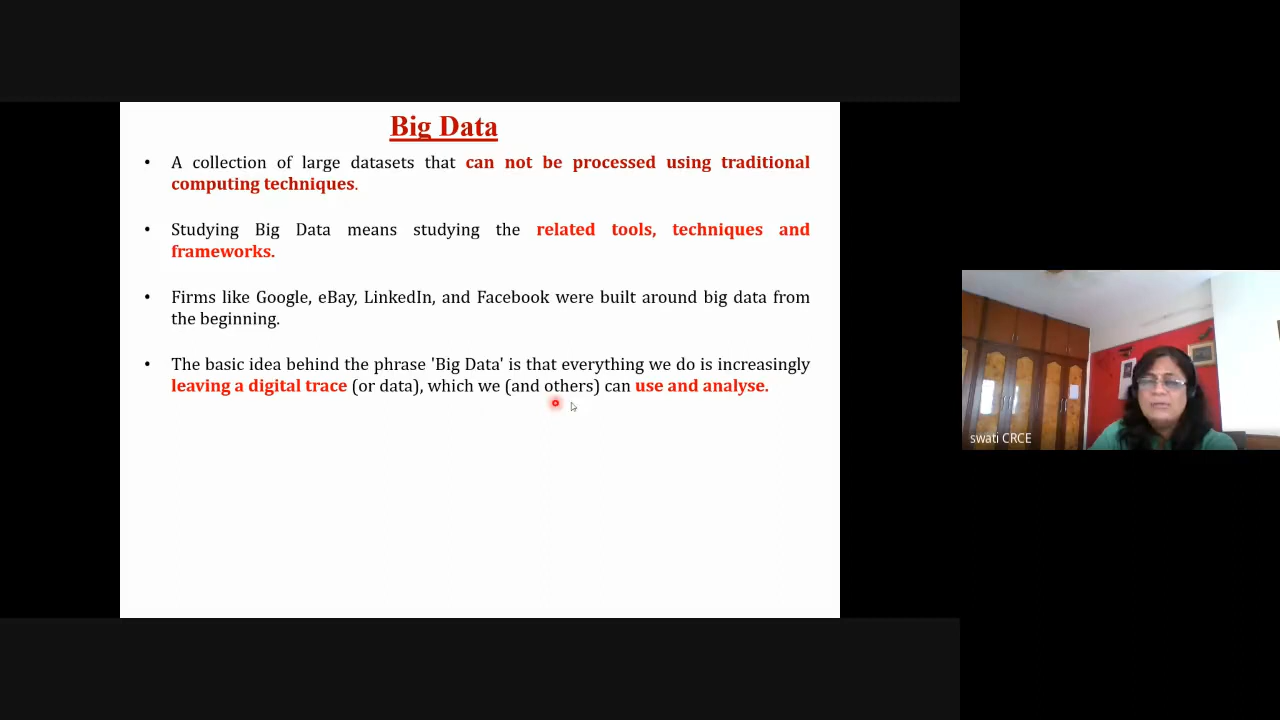 Big Data
• A collection of large datasets that can not be processed using traditional
computing techniques.
• Studying Big Data means studying the related tools, techniques and
frameworks.
• Firms like Google, eBay, LinkedIn, and Facebook were built around big data from
the beginning.
• The basic idea behind the phrase 'Big Data' is that everything we do is increasingly
leaving a digital trace (or data), which we (and others) can use and analyse.
swati CRCE